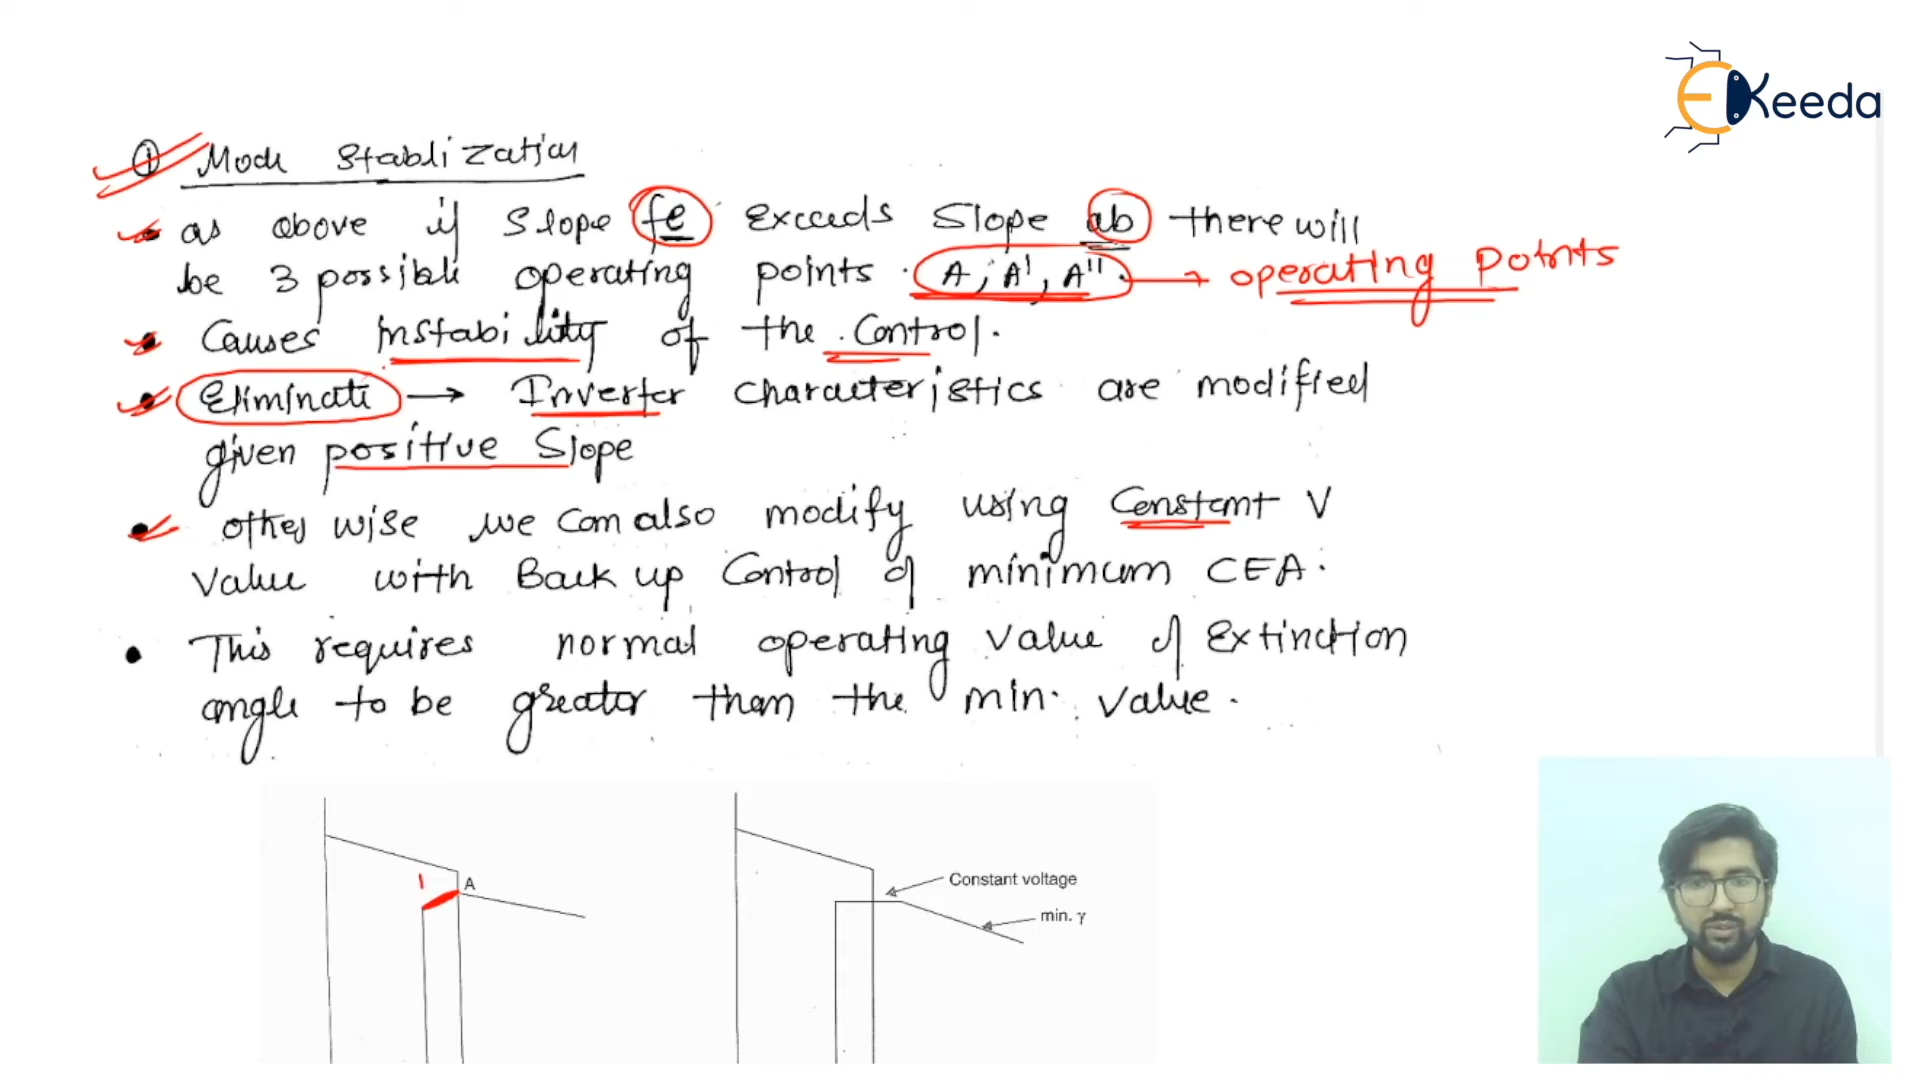 EKeeda
① Mode Stablization
• as above if Slope fe Exceeds Slope ab there will
be 3 possible operating points. A, A', A''. → operating points
• Causes instability of the Control.
• Eliminate → Inverter Characteristics are modified
given positive Slope
• otherwise we can also modify using Constant V
Value with Back up Control of minimum CEA.
• This requires normal operating value of Extinction
angle to be greater than the min. value.
A
Constant voltage
min. γ